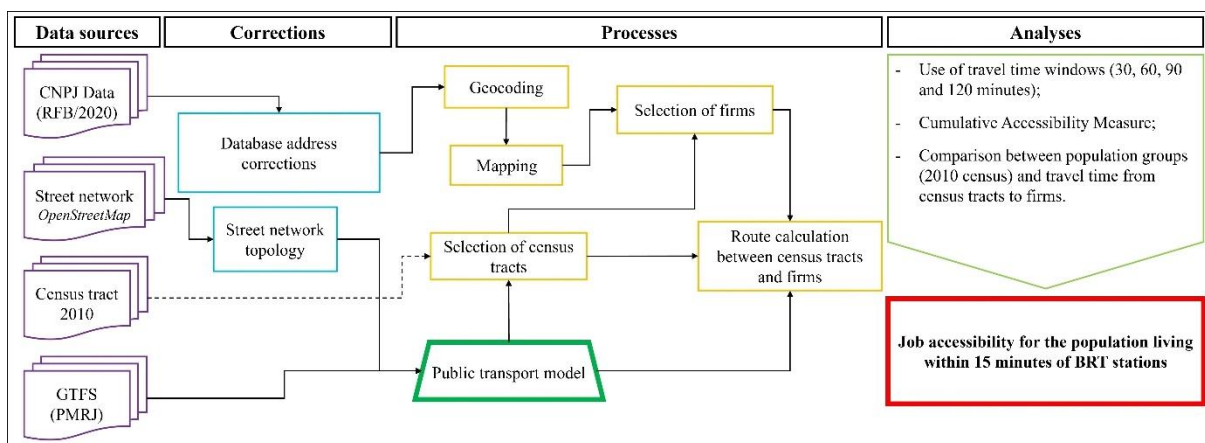 Data sources
Corrections
Processes
Analyses
CNPJ Data
(RFB/2020)
Street network
OpenStreetMap
Census tract
2010
GTFS
(PMRJ)
Database address
corrections
Street network
topology
Geocoding
Mapping
Selection of firms
Selection of census
tracts
Route calculation
between census tracts
and firms
Public transport model
- Use of travel time windows (30, 60, 90
and 120 minutes);
- Cumulative Accessibility Measure;
- Comparison between population groups
(2010 census) and travel time from
census tracts to firms.
Job accessibility for the population living
within 15 minutes of BRT stations